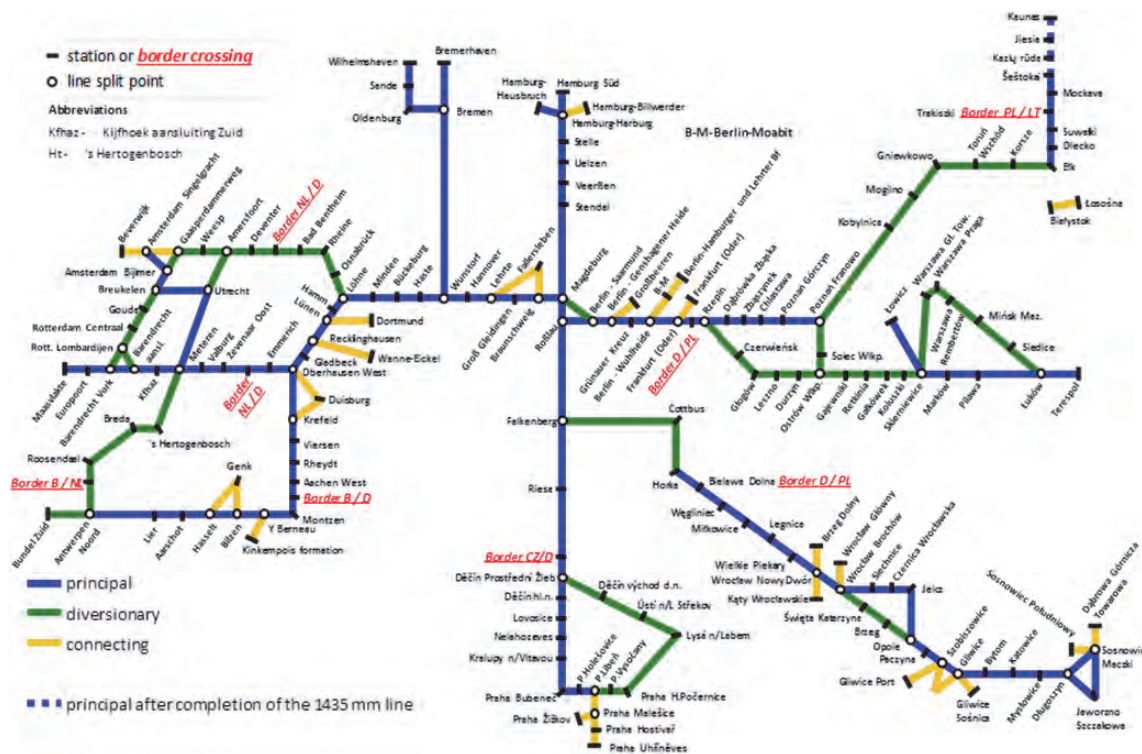 station or border crossing
line split point
Abbreviations
Kfhaz - Kijfhoek aansluiting Zuid
Ht - 's Hertogenbosch
Wilhelmshaven
Sande
Oldenburg
Bremerhaven
Bremen
Hamburg-
Hausbruch
Hamburg Süd
Hamburg-Billwerder
Hamburg-Harburg
Stelle
Uelzen
Veerßen
Stendel
B-M-Berlin-Moabit
Kaunas
Jiesia
Kazlų rūda
Šeštokai
Mockava
Trakiszki
Border PL / LT
Suwałki
Olecko
Ełk
Korsze
Toruń
Wschód
Gniewkowo
Mogilno
Kobylnica
Białystok
Łosośna
Beverwijk
Amsterdam Singelgracht
Gaasperdammerweg
Weesp
Amersfoort
Deventer
Border NL / D
Bad Bentheim
Rheine
Osnabrück
Löhne
Minden
Bückeburg
Haste
Wunstorf
Hannover
Lehrte
Fallersleben
Groß Gleidingen
Braunschweig
Magdeburg
Roßlau
Berlin - Saarmund
Berlin - Genshagener Heide
Großbeeren
B-M
Berlin-Hamburger und Lehrter Bf
Frankfurt (Oder)
Grünauer Kreuz
Berlin - Wuhlheide
Frankfurt (Oder)
Border D / PL
Rzepin
Dąbrówka Zbąska
Zbąszynek
Chlastawa
Poznań Górczyn
Poznań Franowo
Amsterdam Bijlmer
Breukelen
Utrecht
Gouda
Rotterdam Centraal
Rott. Lombardijen
Barendrecht
aansl.
Maasvlakte
Europoort
Barendrecht Vork
Kfhaz
Meteren
Valburg
Zevenaar Oost
Border
NL / D
Emmerich
Hamm
Lünen
Dortmund
Recklinghausen
Wanne-Eickel
Gladbeck
Oberhausen West
Duisburg
Krefeld
Viersen
Rheydt
Aachen West
Border B / D
Montzen
Breda
's Hertogenbosch
Roosendaal
Border B / NL
Bundel Zuid
Antwerpen
Noord
Lier
Aarschot
Hasselt
Genk
Bilzen
Y Berneau
Kinkempois formation
Czerwieńsk
Głogów
Leszno
Durzyn
Ostrów Wlkp.
Solec Wlkp.
Gajewniki
Retkinia
Gałkówek
Koluszki
Skierniewice
Łowicz
Warszawa Gł. Tow.
Warszawa Praga
Warszawa
Rembertów
Mińsk Maz.
Siedlce
Marków
Pilawa
Łuków
Terespol
Falkenberg
Cottbus
Horka
Riesa
Border CZ/D
Děčín Prostřední Žleb
Děčín hl.n.
Lovosice
Nelahozeves
Kralupy n/Vltavou
Praha Bubeneč
Děčín východ d.n.
Ústí n/L Střekov
Lysá n/Labem
P.Holešovice
P.Libeň
P.Vysočany
Praha H.Počernice
Praha Žižkov
Praha Malešice
Praha Hostivař
Praha Uhříněves
Bielawa Dolna
Border D / PL
Węgliniec
Miłkowice
Legnica
Wielkie Piekary
Brzeg Dolny
Wrocław Nowy Dwór
Kąty Wrocławskie
Wrocław Główny
Wrocław Brochów
Siechnice
Czernica Wrocławska
Jelcz
Święta Katarzyna
Brzeg
Opole
Pyczyna
Szobiszowice
Gliwice
Gliwice Port
Gliwice
Sośnica
Bytom
Katowice
Mysłowice
Długoszyn
Sosnowiec Południowy
Dąbrowa Górnicza
Towarowa
Sosnowiec
Maczki
Jaworzno
Szczakowa
principal
diversionary
connecting
principal after completion of the 1435 mm line